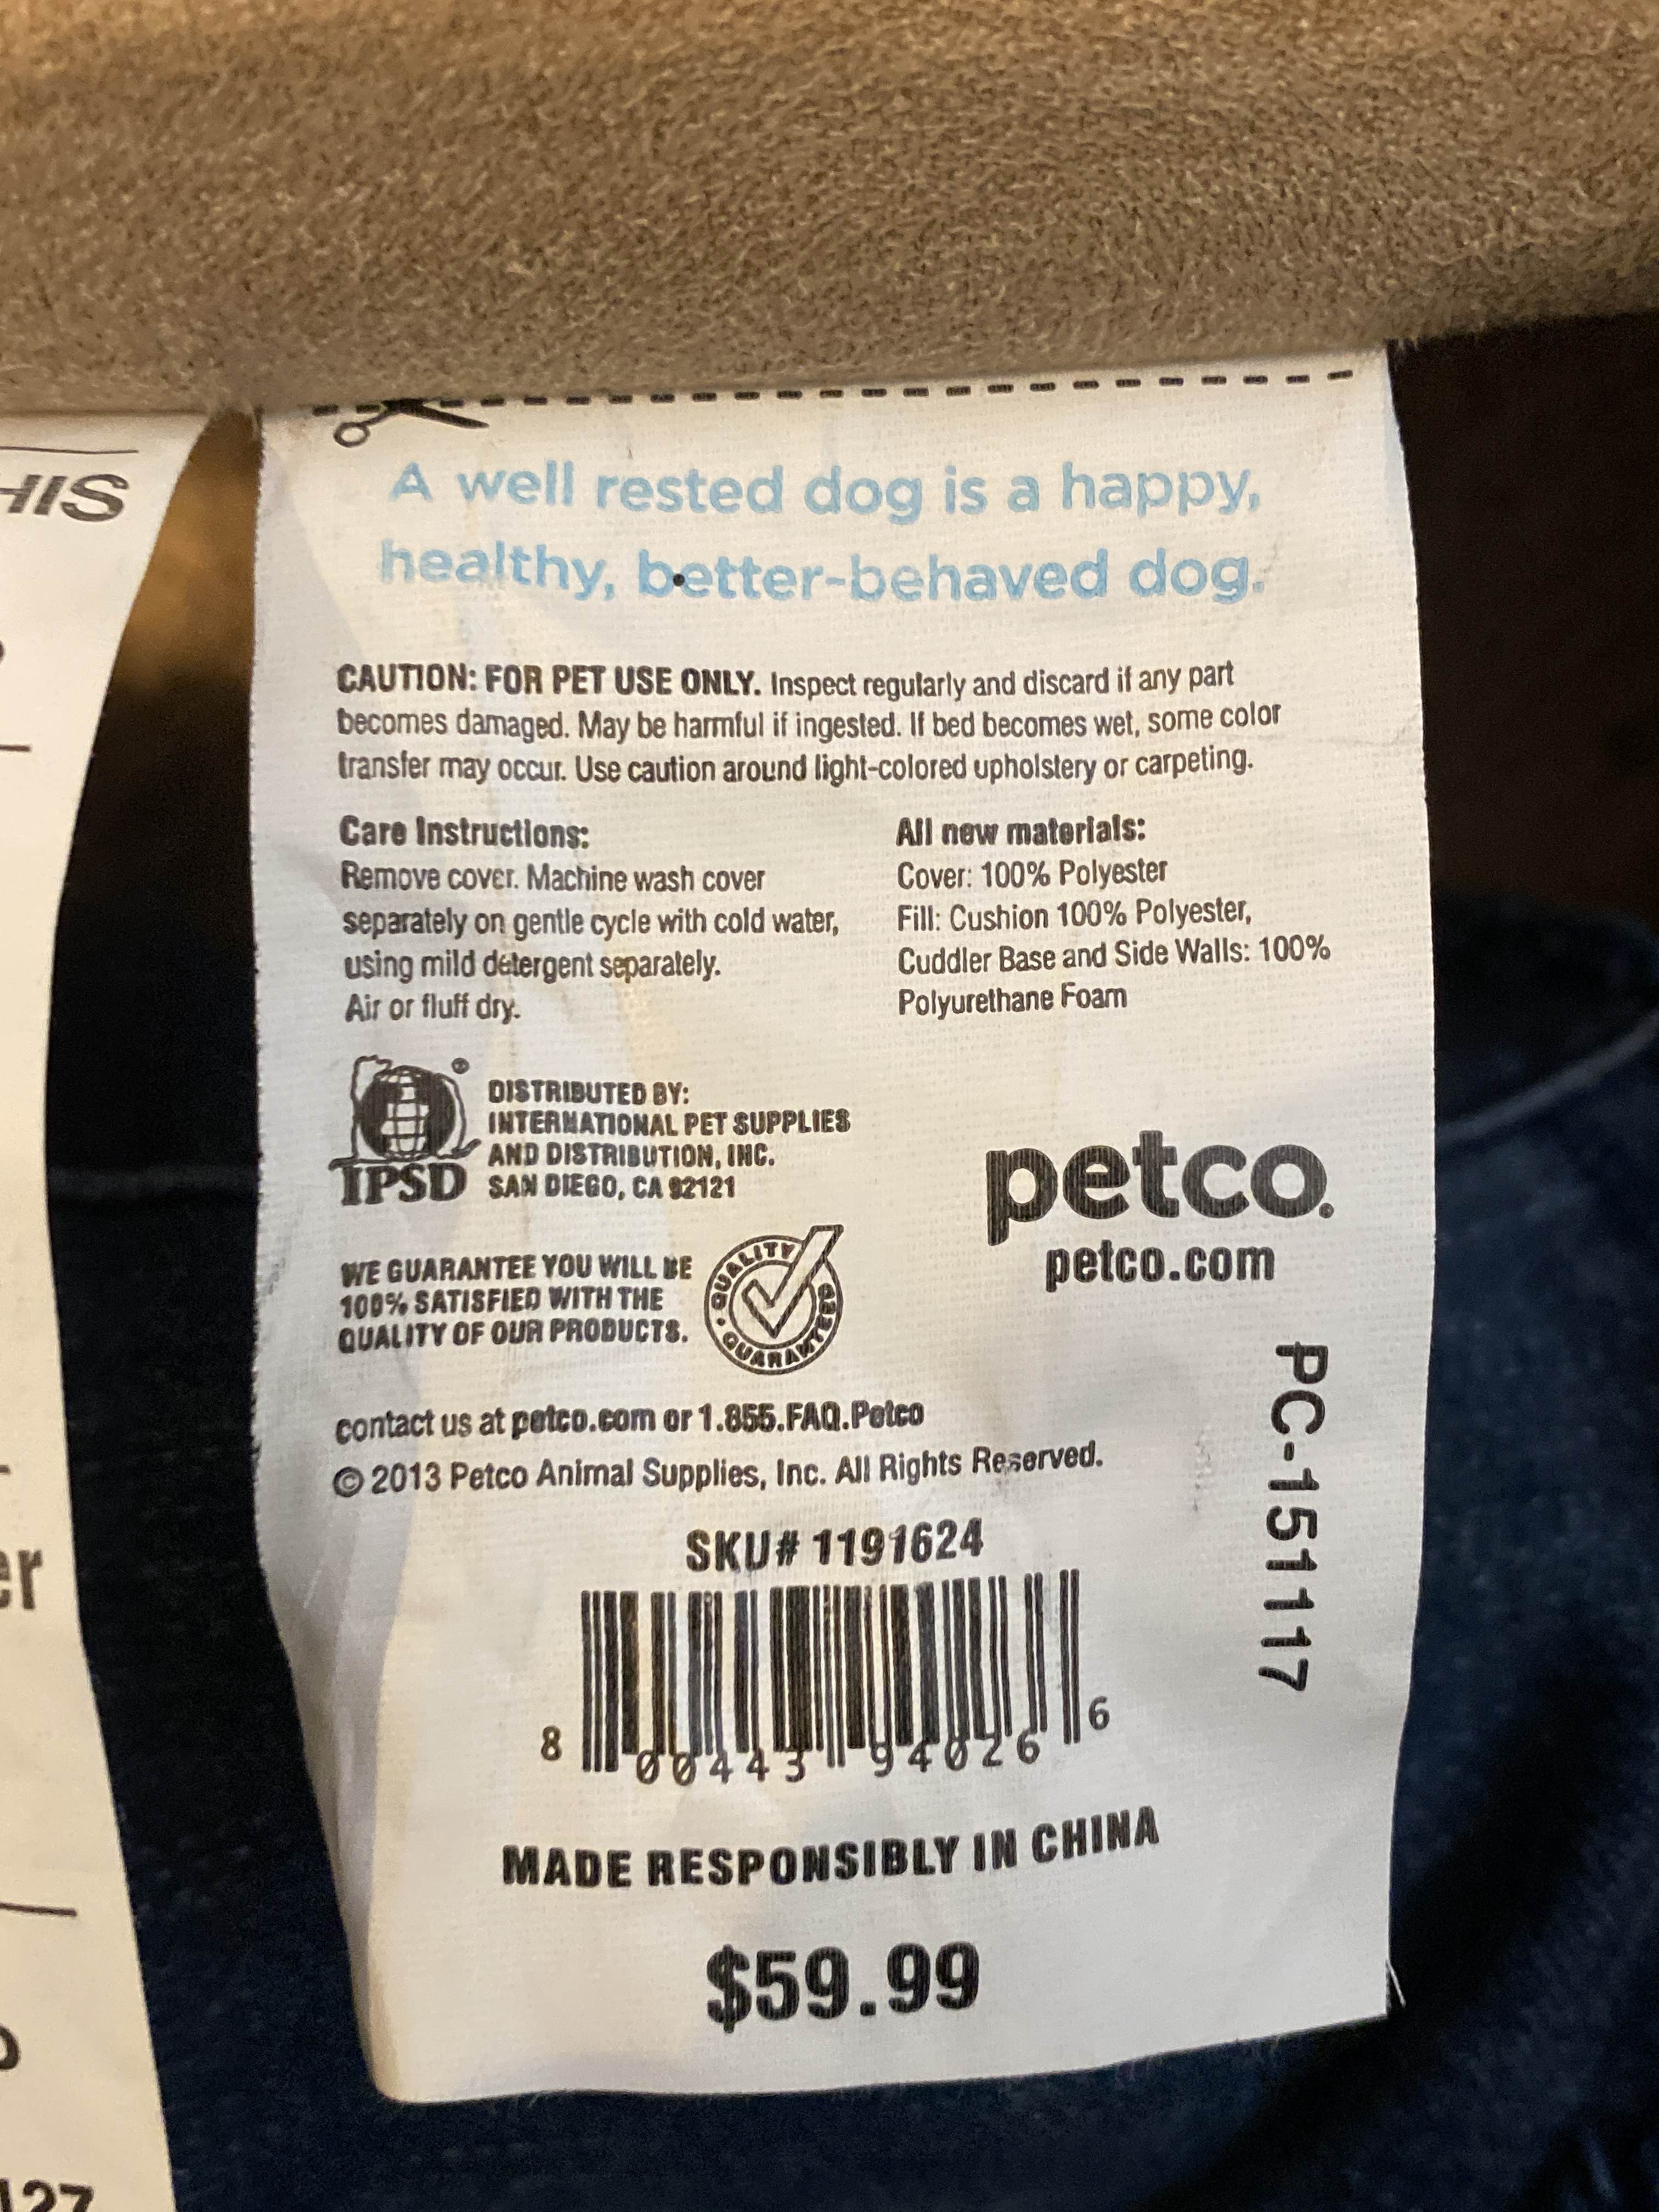 HIS
A well rested dog is a happy,
healthy, better-behaved dog.
CAUTION: FOR PET USE ONLY. Inspect regularly and discard if any part
becomes damaged. May be harmful if ingested. If bed becomes wet, some color
transfer may occur. Use caution around light-colored upholstery or carpeting.
Care Instructions:
Remove cover. Machine wash cover
separately on gentle cycle with cold water,
using mild detergent separately.
Air or fluff dry.
All new materials:
Cover: 100% Polyester
Fill: Cushion 100% Polyester,
Cuddler Base and Side Walls: 100%
Polyurethane Foam
®
IPSD
DISTRIBUTED BY:
INTERNATIONAL PET SUPPLIES
AND DISTRIBUTION, INC.
SAN DIEGO, CA 92121
petco®
petco.com
WE GUARANTEE YOU WILL BE
100% SATISFIED WITH THE
QUALITY OF OUR PRODUCTS.
QUALITY GUARANTEED
contact us at petco.com or 1.855.FAQ.Petco
© 2013 Petco Animal Supplies, Inc. All Rights Reserved.
PC-151117
SKU# 1191624
8 00443 94026 6
MADE RESPONSIBLY IN CHINA
$59.99
er
127